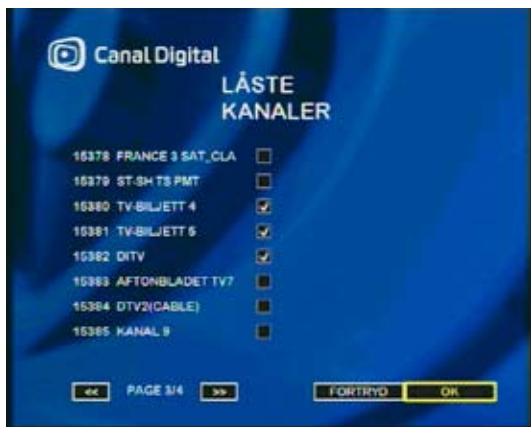 Canal Digital
LÅSTE
KANALER
15378 FRANCE 3 SAT_CLA
15379 ST-SH TS PMT
15380 TV-BILJETT 4
15381 TV-BILJETT 5
15382 DITV
15383 AFTONBLADET TV7
15384 DTV2(CABLE)
15385 KANAL 9
<< PAGE 3/4 >> FORTRYD OK